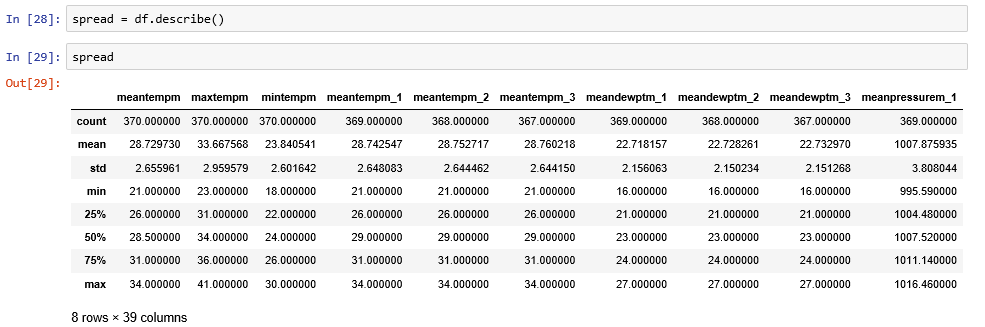 In [28]: spread = df.describe()
In [29]: spread
Out[29]:
meantempm maxtempm mintempm meantempm_1 meantempm_2 meantempm_3 meandewptm_1 meandewptm_2 meandewptm_3 meanpressurem_1
count 370.000000 370.000000 370.000000 369.000000 368.000000 367.000000 369.000000 368.000000 367.000000 369.000000
mean 28.729730 33.667568 23.840541 28.742547 28.752717 28.760218 22.718157 22.728261 22.732970 1007.875935
std 2.655961 2.959579 2.601642 2.648083 2.644462 2.644150 2.156063 2.150234 2.151268 3.808044
min 21.000000 23.000000 18.000000 21.000000 21.000000 21.000000 16.000000 16.000000 16.000000 995.590000
25% 26.000000 31.000000 22.000000 26.000000 26.000000 26.000000 21.000000 21.000000 21.000000 1004.480000
50% 28.500000 34.000000 24.000000 29.000000 29.000000 29.000000 23.000000 23.000000 23.000000 1007.520000
75% 31.000000 36.000000 26.000000 31.000000 31.000000 31.000000 24.000000 24.000000 24.000000 1011.140000
max 34.000000 41.000000 30.000000 34.000000 34.000000 34.000000 27.000000 27.000000 27.000000 1016.460000
8 rows × 39 columns